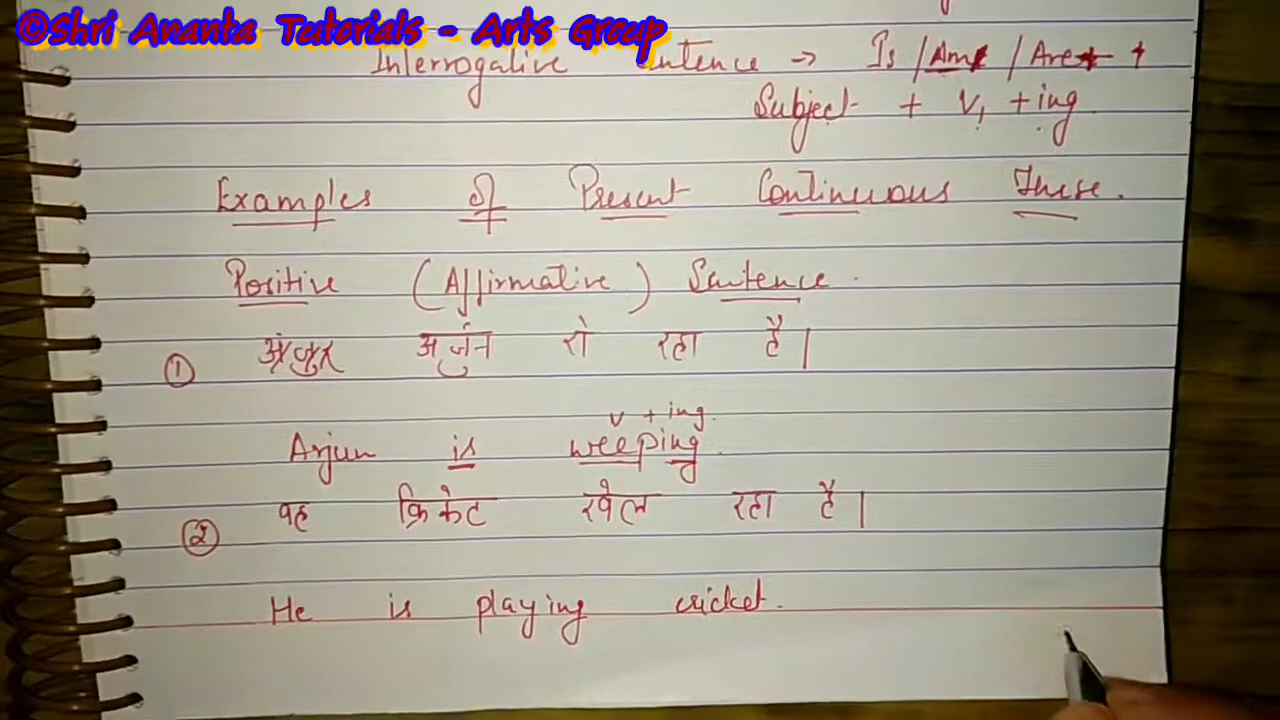 ©Shri Ananta Tutorials - Arts Group
Interrogative Sentence → Is / Am / Are +
Subject + V1 + ing
Examples of Present Continuous Tense.
Positive (Affirmative) Sentence.
① अर्जुन रो रहा है।
v + ing.
Arjun is weeping.
② वह क्रिकेट खेल रहा है।
He is playing cricket.